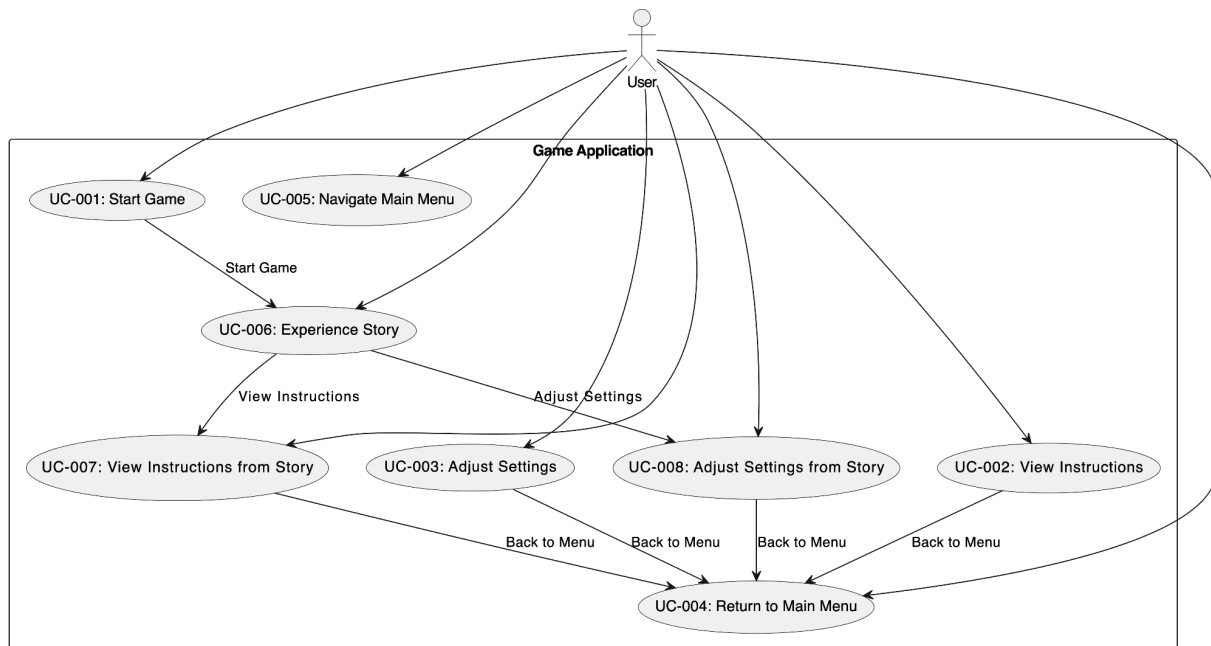 User
Game Application
UC-001: Start Game
UC-005: Navigate Main Menu
Start Game
UC-006: Experience Story
View Instructions
Adjust Settings
UC-007: View Instructions from Story
UC-003: Adjust Settings
UC-008: Adjust Settings from Story
UC-002: View Instructions
Back to Menu
Back to Menu
Back to Menu
Back to Menu
UC-004: Return to Main Menu